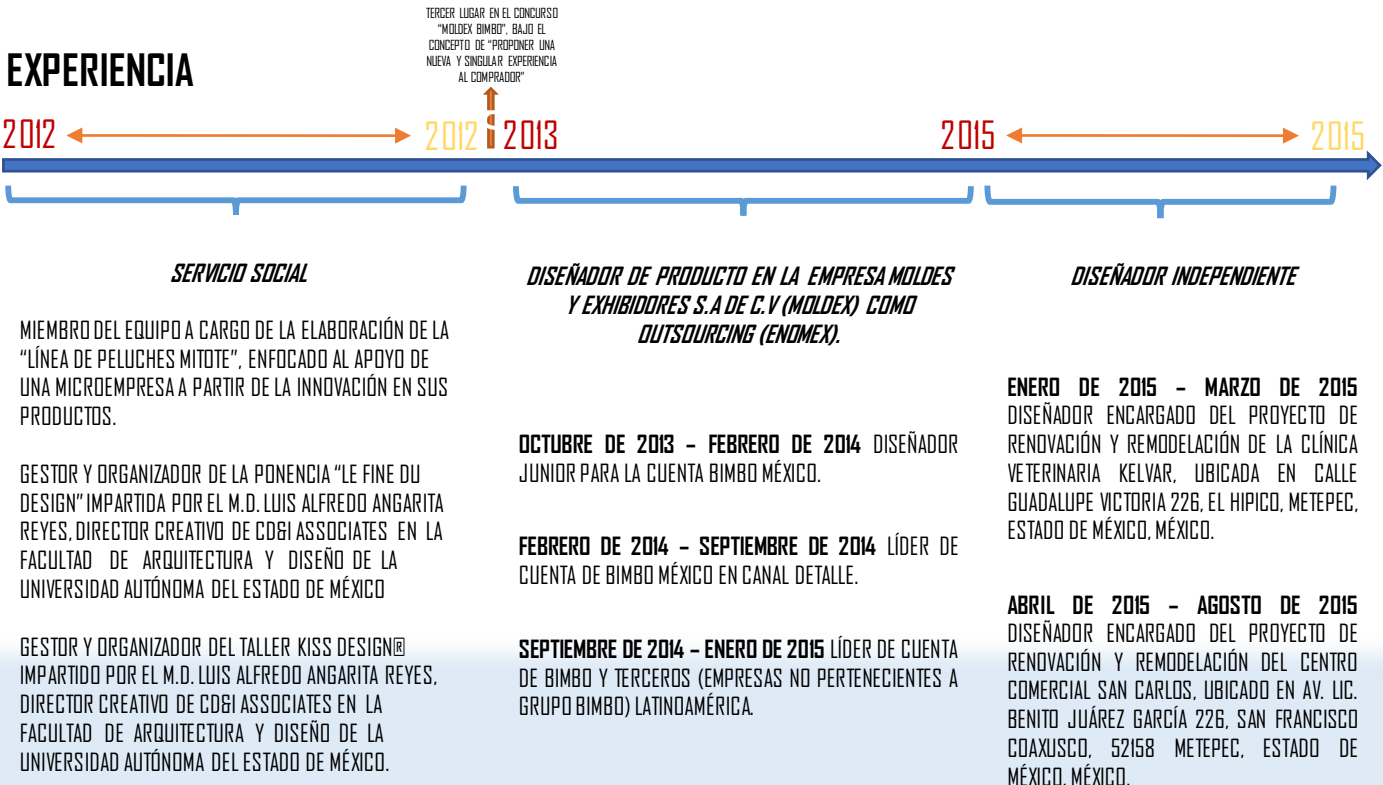 TERCER LUGAR EN EL CONCURSO
“MOLDEX BIMBO”, BAJO EL
CONCEPTO DE “PROPONER UNA
NUEVA Y SINGULAR EXPERIENCIA
AL COMPRADOR”
EXPERIENCIA
2012
2012
2013
2015
2015
SERVICIO SOCIAL
MIEMBRO DEL EQUIPO A CARGO DE LA ELABORACIÓN DE LA
“LÍNEA DE PELUCHES MITOTE”, ENFOCADO AL APOYO DE
UNA MICROEMPRESA A PARTIR DE LA INNOVACIÓN EN SUS
PRODUCTOS.
GESTOR Y ORGANIZADOR DE LA PONENCIA “LE FINE DU
DESIGN” IMPARTIDA POR EL M.D. LUIS ALFREDO ANGARITA
REYES, DIRECTOR CREATIVO DE CD&I ASSOCIATES EN LA
FACULTAD DE ARQUITECTURA Y DISEÑO DE LA
UNIVERSIDAD AUTÓNOMA DEL ESTADO DE MÉXICO
GESTOR Y ORGANIZADOR DEL TALLER KISS DESIGN®
IMPARTIDO POR EL M.D. LUIS ALFREDO ANGARITA REYES,
DIRECTOR CREATIVO DE CD&I ASSOCIATES EN LA
FACULTAD DE ARQUITECTURA Y DISEÑO DE LA
UNIVERSIDAD AUTÓNOMA DEL ESTADO DE MÉXICO.
DISEÑADOR DE PRODUCTO EN LA EMPRESA MOLDES
Y EXHIBIDORES S.A DE C.V (MOLDEX) COMO
OUTSOURCING (ENOMEX).
OCTUBRE DE 2013 – FEBRERO DE 2014 DISEÑADOR
JUNIOR PARA LA CUENTA BIMBO MÉXICO.
FEBRERO DE 2014 – SEPTIEMBRE DE 2014 LÍDER DE
CUENTA DE BIMBO MÉXICO EN CANAL DETALLE.
SEPTIEMBRE DE 2014 – ENERO DE 2015 LÍDER DE CUENTA
DE BIMBO Y TERCEROS (EMPRESAS NO PERTENECIENTES A
GRUPO BIMBO) LATINOAMÉRICA.
DISEÑADOR INDEPENDIENTE
ENERO DE 2015 – MARZO DE 2015
DISEÑADOR ENCARGADO DEL PROYECTO DE
RENOVACIÓN Y REMODELACIÓN DE LA CLÍNICA
VETERINARIA KELVAR, UBICADA EN CALLE
GUADALUPE VICTORIA 226, EL HIPICO, METEPEC,
ESTADO DE MÉXICO, MÉXICO.
ABRIL DE 2015 – AGOSTO DE 2015
DISEÑADOR ENCARGADO DEL PROYECTO DE
RENOVACIÓN Y REMODELACIÓN DEL CENTRO
COMERCIAL SAN CARLOS, UBICADO EN AV. LIC.
BENITO JUÁREZ GARCÍA 226, SAN FRANCISCO
COAXUSCO, 52158 METEPEC, ESTADO DE
MÉXICO, MÉXICO.